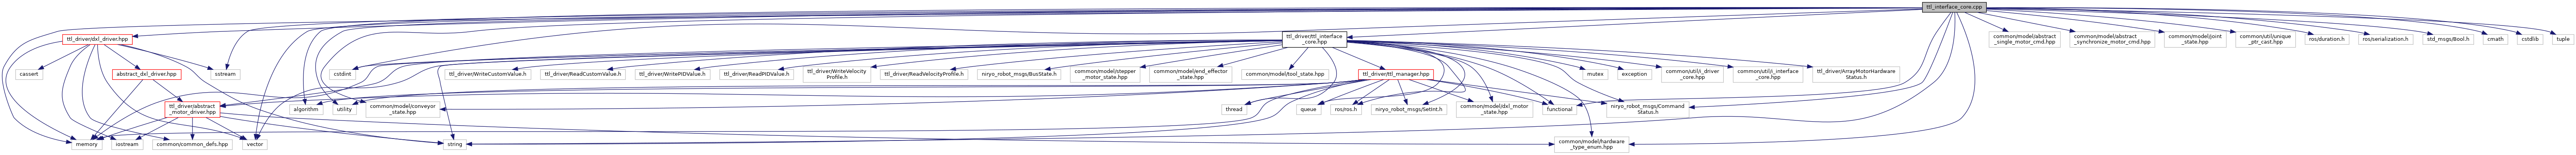 ttl_interface_core.cpp
ttl_driver/dxl_driver.hpp
ttl_driver/ttl_interface
_core.hpp
common/model/abstract
_single_motor_cmd.hpp
common/model/abstract
_synchronize_motor_cmd.hpp
common/model/joint
_state.hpp
common/util/unique
_ptr_cast.hpp
ros/duration.h
ros/serialization.h
std_msgs/Bool.h
cmath
cstdlib
tuple
cassert
abstract_dxl_driver.hpp
sstream
cstdint
ttl_driver/WriteCustomValue.h
ttl_driver/ReadCustomValue.h
ttl_driver/WritePIDValue.h
ttl_driver/ReadPIDValue.h
ttl_driver/WriteVelocity
Profile.h
ttl_driver/ReadVelocityProfile.h
niryo_robot_msgs/BusState.h
common/model/stepper
_motor_state.hpp
common/model/end_effector
_state.hpp
common/model/tool_state.hpp
ttl_driver/ttl_manager.hpp
mutex
exception
common/util/i_driver
_core.hpp
common/util/i_interface
_core.hpp
ttl_driver/ArrayMotorHardware
Status.h
ttl_driver/abstract
_motor_driver.hpp
algorithm
utility
common/model/conveyor
_state.hpp
thread
queue
ros/ros.h
niryo_robot_msgs/SetInt.h
common/model/dxl_motor
_state.hpp
functional
niryo_robot_msgs/Command
Status.h
memory
iostream
common/common_defs.hpp
vector
string
common/model/hardware
_type_enum.hpp